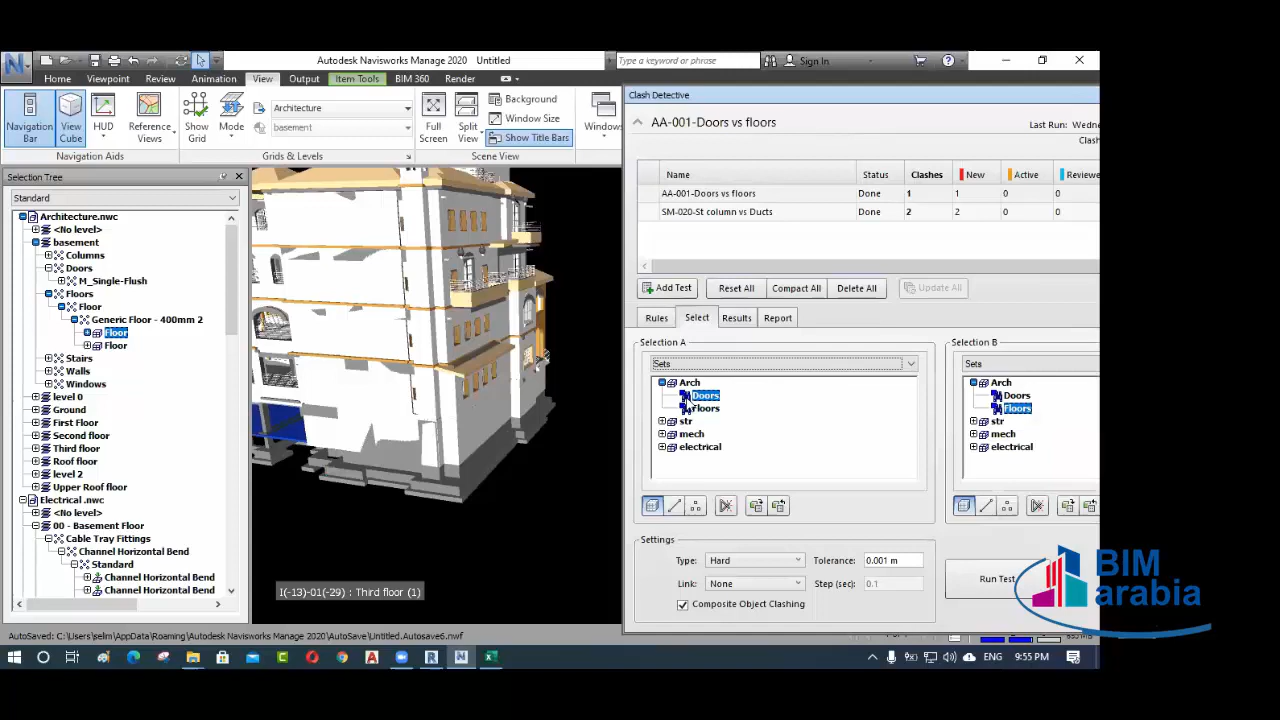 Autodesk Navisworks Manage 2020 Untitled
Type a keyword or phrase
Sign In
Home Viewpoint Review Animation View Output Item Tools BIM 360 Render
Navigation Bar
View Cube
HUD
Reference Views
Navigation Aids
Show Grid
Mode
Architecture
basement
Grids & Levels
Full Screen
Split View
Background
Window Size
Show Title Bars
Scene View
Windows
Selection Tree
Standard
Architecture.nwc
<No level>
basement
Columns
Doors
M_Single-Flush
Floors
Floor
Generic Floor - 400mm 2
Floor
Floor
Stairs
Walls
Windows
level 0
Ground
First Floor
Second floor
Third floor
Roof floor
level 2
Upper Roof floor
Electrical .nwc
<No level>
00 - Basement Floor
Cable Tray Fittings
Channel Horizontal Bend
Standard
Channel Horizontal Bend
Channel Horizontal Bend
I(-13)-01(-29) : Third floor (1)
Clash Detective
AA-001-Doors vs floors
Last Run: Wedne
Clash
Name Status Clashes New Active Reviewe
AA-001-Doors vs floors Done 1 1 0 0
SM-020-St column vs Ducts Done 2 2 0 0
Add Test Reset All Compact All Delete All Update All
Rules Select Results Report
Selection A
Sets
Arch
Doors
Floors
str
mech
electrical
Selection B
Sets
Arch
Doors
Floors
str
mech
electrical
Settings
Type: Hard Tolerance: 0.001 m
Link: None Step (sec): 0.1
Composite Object Clashing
Run Test
BIM
arabia
AutoSaved: C:\Users\selim\AppData\Roaming\Autodesk Navisworks Manage 2020\AutoSave\Untitled.Autosave6.nwf
ENG 9:55 PM